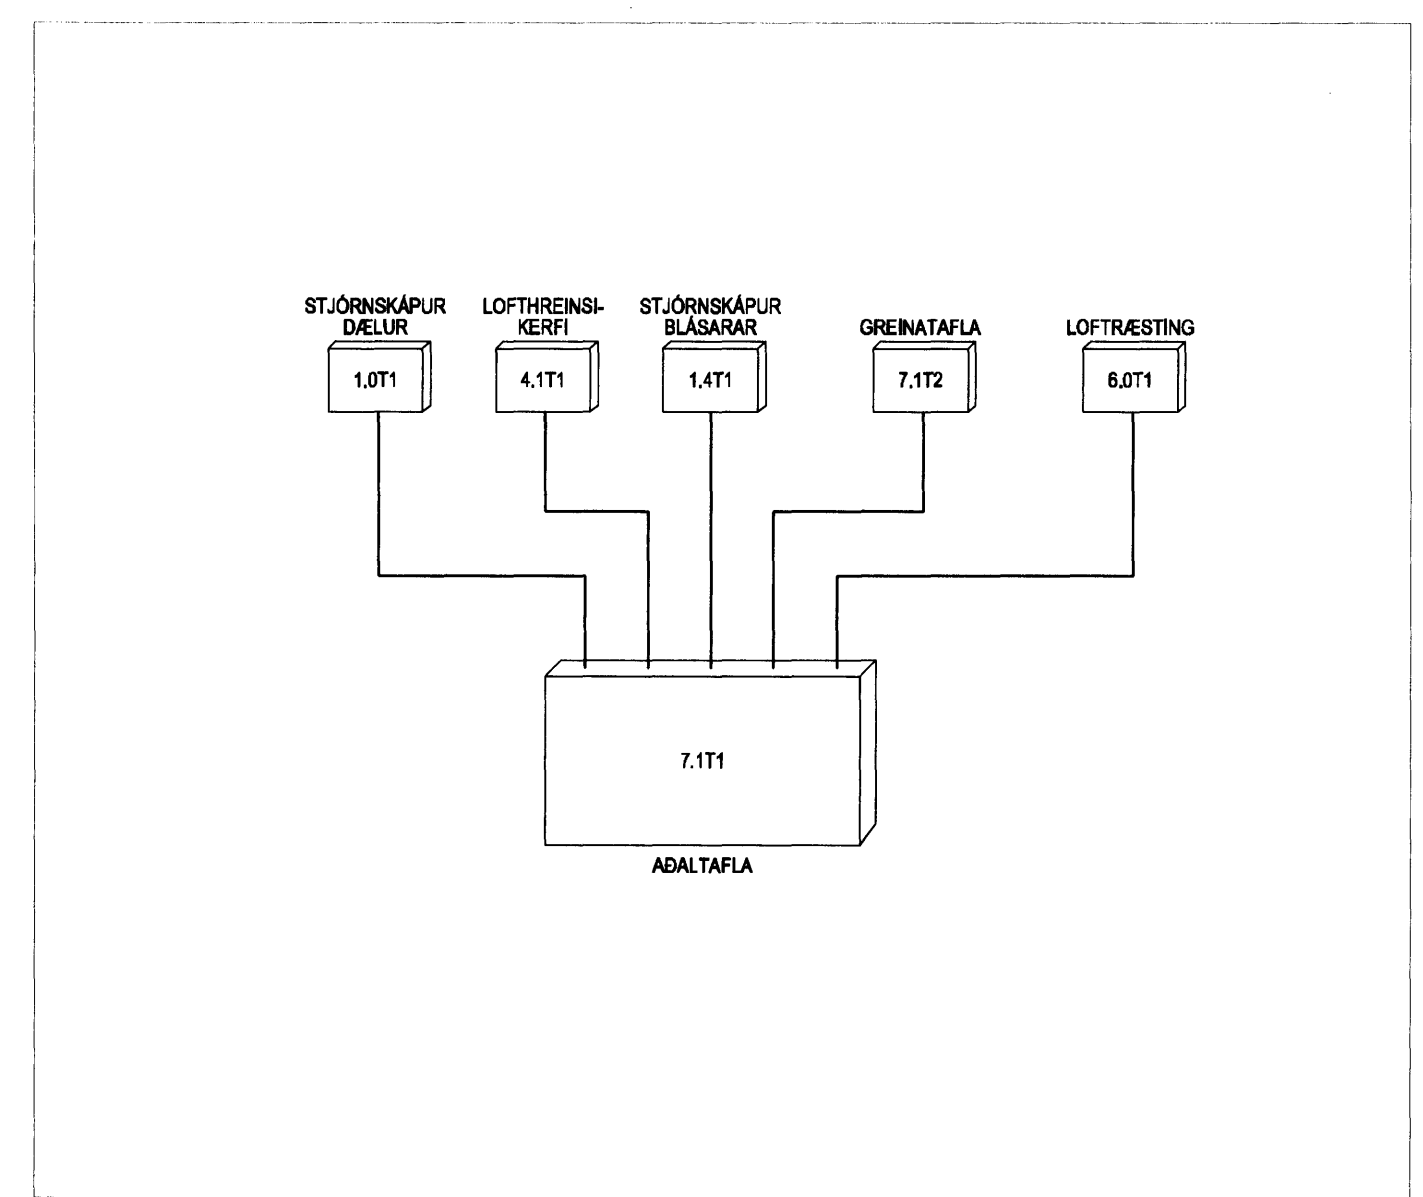 STJÓRNSKÁPUR
DÆLUR
1.0T1
LOFTHREINSI-
KERFI
4.1T1
STJÓRNSKÁPUR
BLÁSARAR
1.4T1
GREINATAFLA
7.1T2
LOFTRÆSTING
6.0T1
7.1T1
AÐALTAFLA